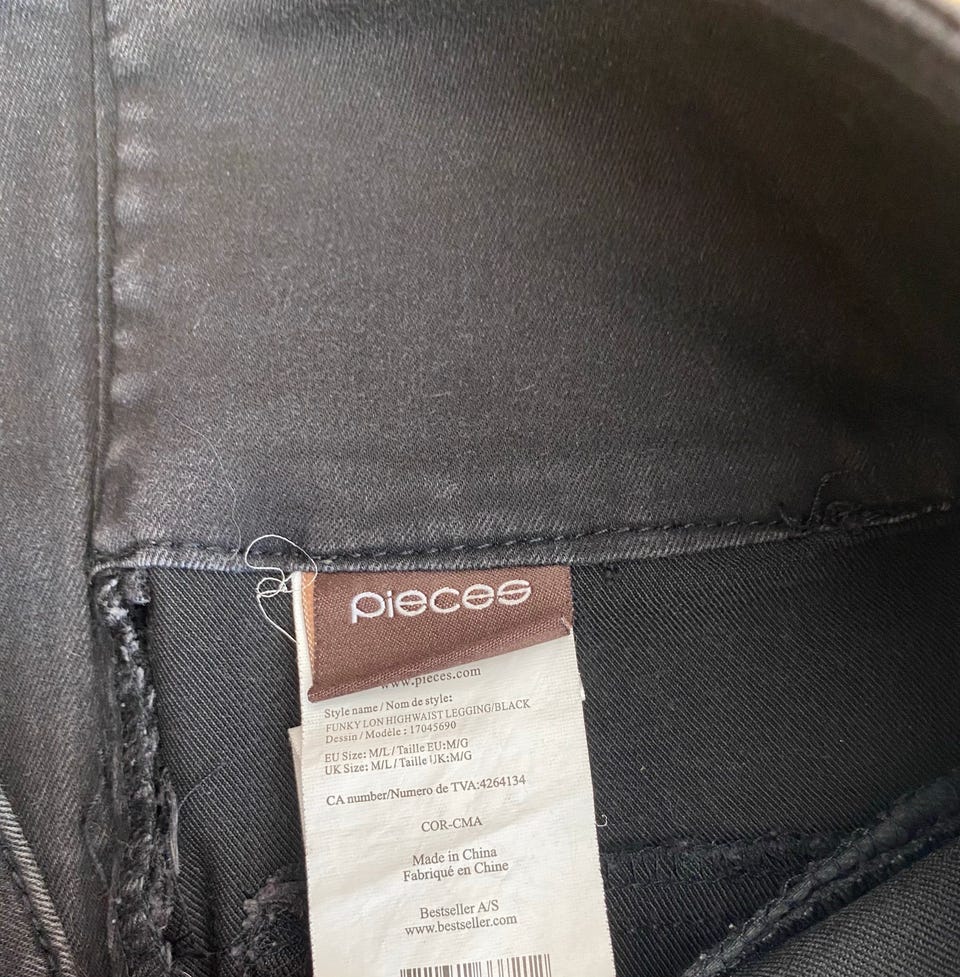 pieces
www.pieces.com
Style name / Nom de style:
FUNKY LON HIGHWAIST LEGGING/BLACK
Dessin / Modèle : 17045690
EU Size: M/L / Taille EU:M/G
UK Size: M/L / Taille UK:M/G
CA number/Numero de TVA:4264134
COR-CMA
Made in China
Fabriqué en Chine
Bestseller A/S
www.bestseller.com